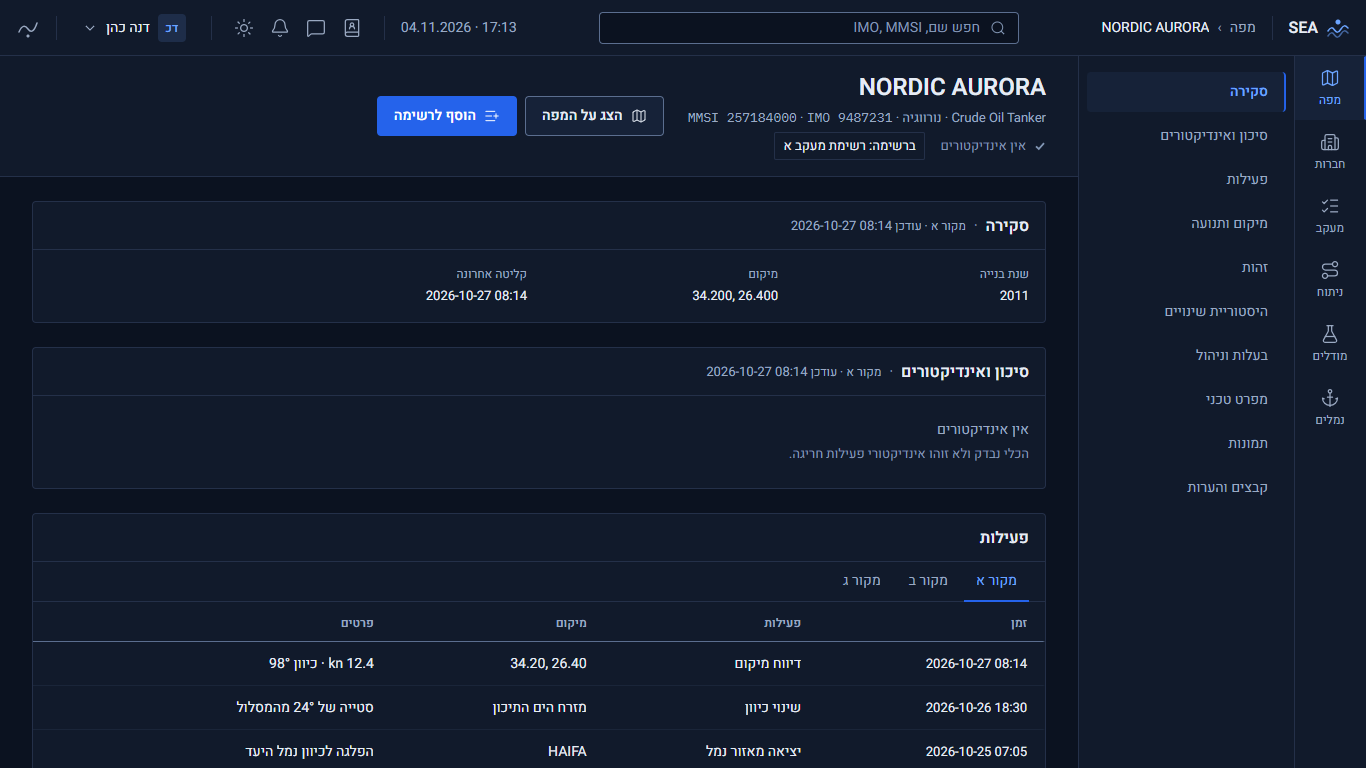 SEA
מפה › NORDIC AURORA
חפש שם, IMO, MMSI
04.11.2026 · 17:13
דכ דנה כהן
מפה
חברות
מעקב
ניתוח
מודלים
נמלים
סקירה
סיכון ואינדיקטורים
פעילות
מיקום ותנועה
זהות
היסטוריית שינויים
בעלות וניהול
מפרט טכני
תמונות
קבצים והערות
NORDIC AURORA
Crude Oil Tanker · נורווגיה · IMO 9487231 · MMSI 257184000
אין אינדיקטורים ברשימה: רשימת מעקב א
הצג על המפה
הוסף לרשימה
סקירה · מקור א · עודכן 2026-10-27 08:14
שנת בנייה מיקום קליטה אחרונה
2011 34.200, 26.400 2026-10-27 08:14
סיכון ואינדיקטורים · מקור א · עודכן 2026-10-27 08:14
אין אינדיקטורים
הכלי נבדק ולא זוהו אינדיקטורי פעילות חריגה.
פעילות
מקור א מקור ב מקור ג
זמן פעילות מיקום פרטים
2026-10-27 08:14 דיווח מיקום 34.20, 26.40 12.4 kn · כיוון 98°
2026-10-26 18:30 שינוי כיוון מזרח הים התיכון סטייה של 24° מהמסלול
2026-10-25 07:05 יציאה מאזור נמל HAIFA הפלגה לכיוון נמל היעד